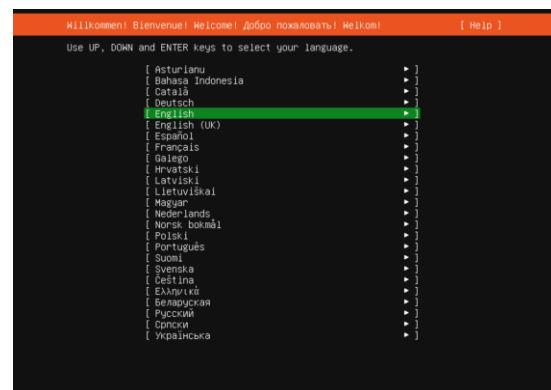 Willkommen! Bienvenue! Welcome! Добро пожаловать! Welkom! [ Help ]
Use UP, DOWN and ENTER keys to select your language.
[ Asturianu ► ]
[ Bahasa Indonesia ► ]
[ Català ► ]
[ Deutsch ► ]
[ English ► ]
[ English (UK) ► ]
[ Español ► ]
[ Français ► ]
[ Galego ► ]
[ Hrvatski ► ]
[ Latviski ► ]
[ Lietuviškai ► ]
[ Magyar ► ]
[ Nederlands ► ]
[ Norsk bokmål ► ]
[ Polski ► ]
[ Português ► ]
[ Suomi ► ]
[ Svenska ► ]
[ Čeština ► ]
[ Ελληνικά ► ]
[ Беларуская ► ]
[ Русский ► ]
[ Српски ► ]
[ Українська ► ]